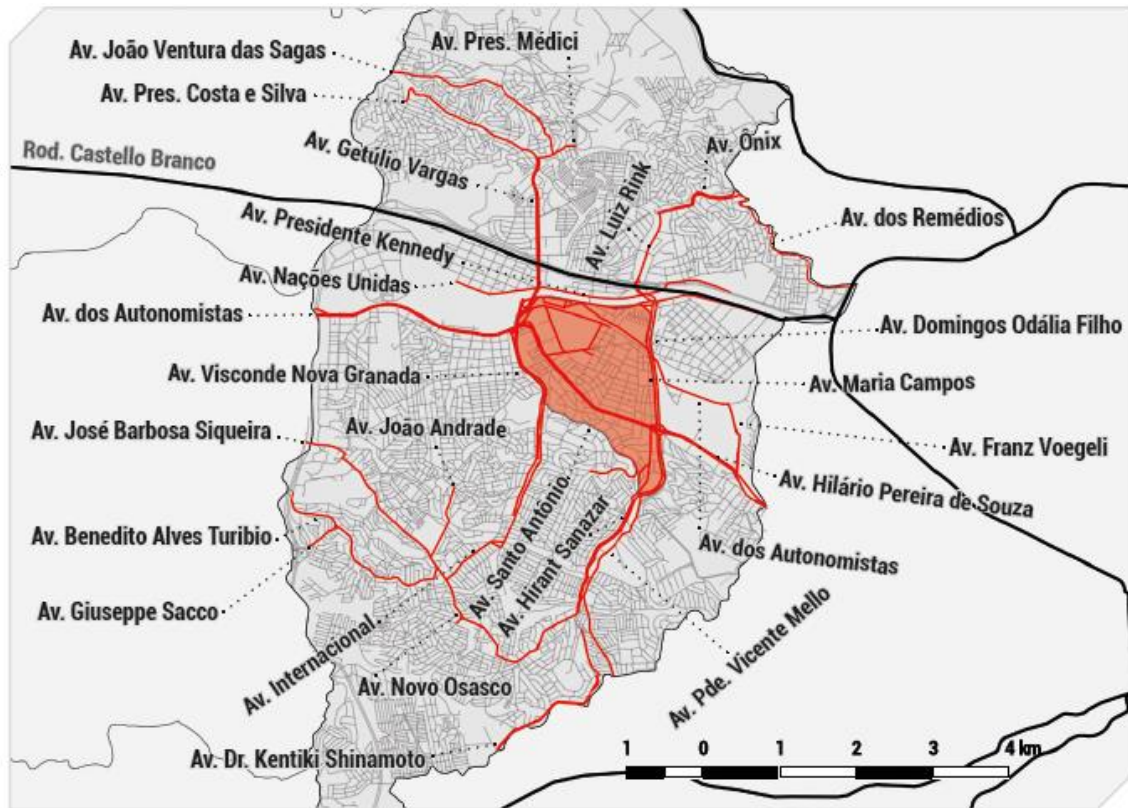 Av. João Ventura das Sagas
Av. Pres. Médici
Av. Pres. Costa e Silva
Rod. Castello Branco
Av. Getúlio Vargas
Av. Ônix
Av. Luiz Rink
Av. dos Remédios
Av. Presidente Kennedy
Av. Nações Unidas
Av. dos Autonomistas
Av. Domingos Odália Filho
Av. Visconde Nova Granada
Av. Maria Campos
Av. João Andrade
Av. José Barbosa Siqueira
Av. Franz Voegeli
Av. Hilário Pereira de Souza
Av. Santo Antônio
Av. Hirant Sanazar
Av. Benedito Alves Turibio
Av. dos Autonomistas
Av. Giuseppe Sacco
Av. Internacional
Av. Novo Osasco
Av. Pde. Vicente Mello
Av. Dr. Kentiki Shinamoto
1 0 1 2 3 4 km